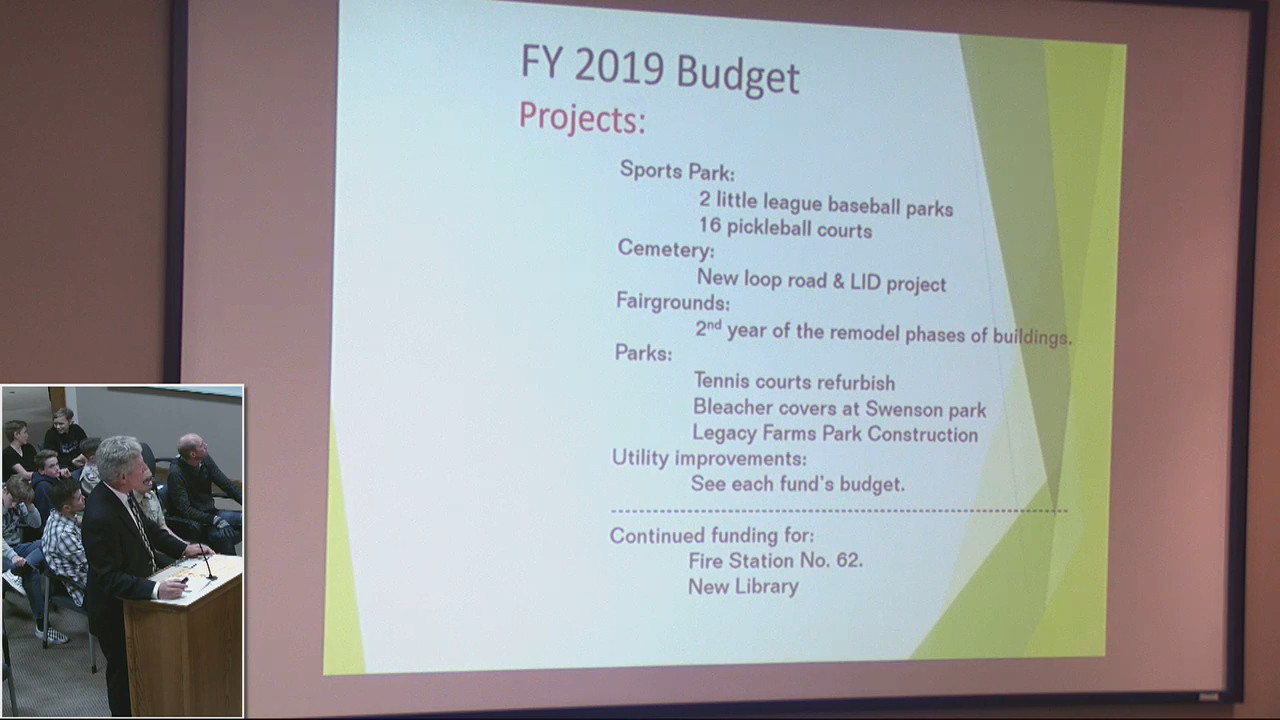 FY 2019 Budget
Projects:
Sports Park:
2 little league baseball parks
16 pickleball courts
Cemetery:
New loop road & LID project
Fairgrounds:
2nd year of the remodel phases of buildings.
Parks:
Tennis courts refurbish
Bleacher covers at Swenson park
Legacy Farms Park Construction
Utility improvements:
See each fund's budget.
Continued funding for:
Fire Station No. 62.
New Library